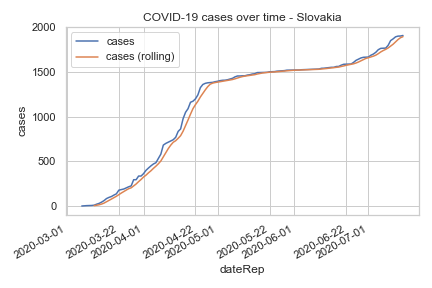 COVID-19 cases over time - Slovakia
cases
cases (rolling)
2000
1500
1000
500
0
cases
2020-03-01
2020-03-22
2020-04-01
2020-04-22
2020-05-01
2020-05-22
2020-06-01
2020-06-22
2020-07-01
dateRep